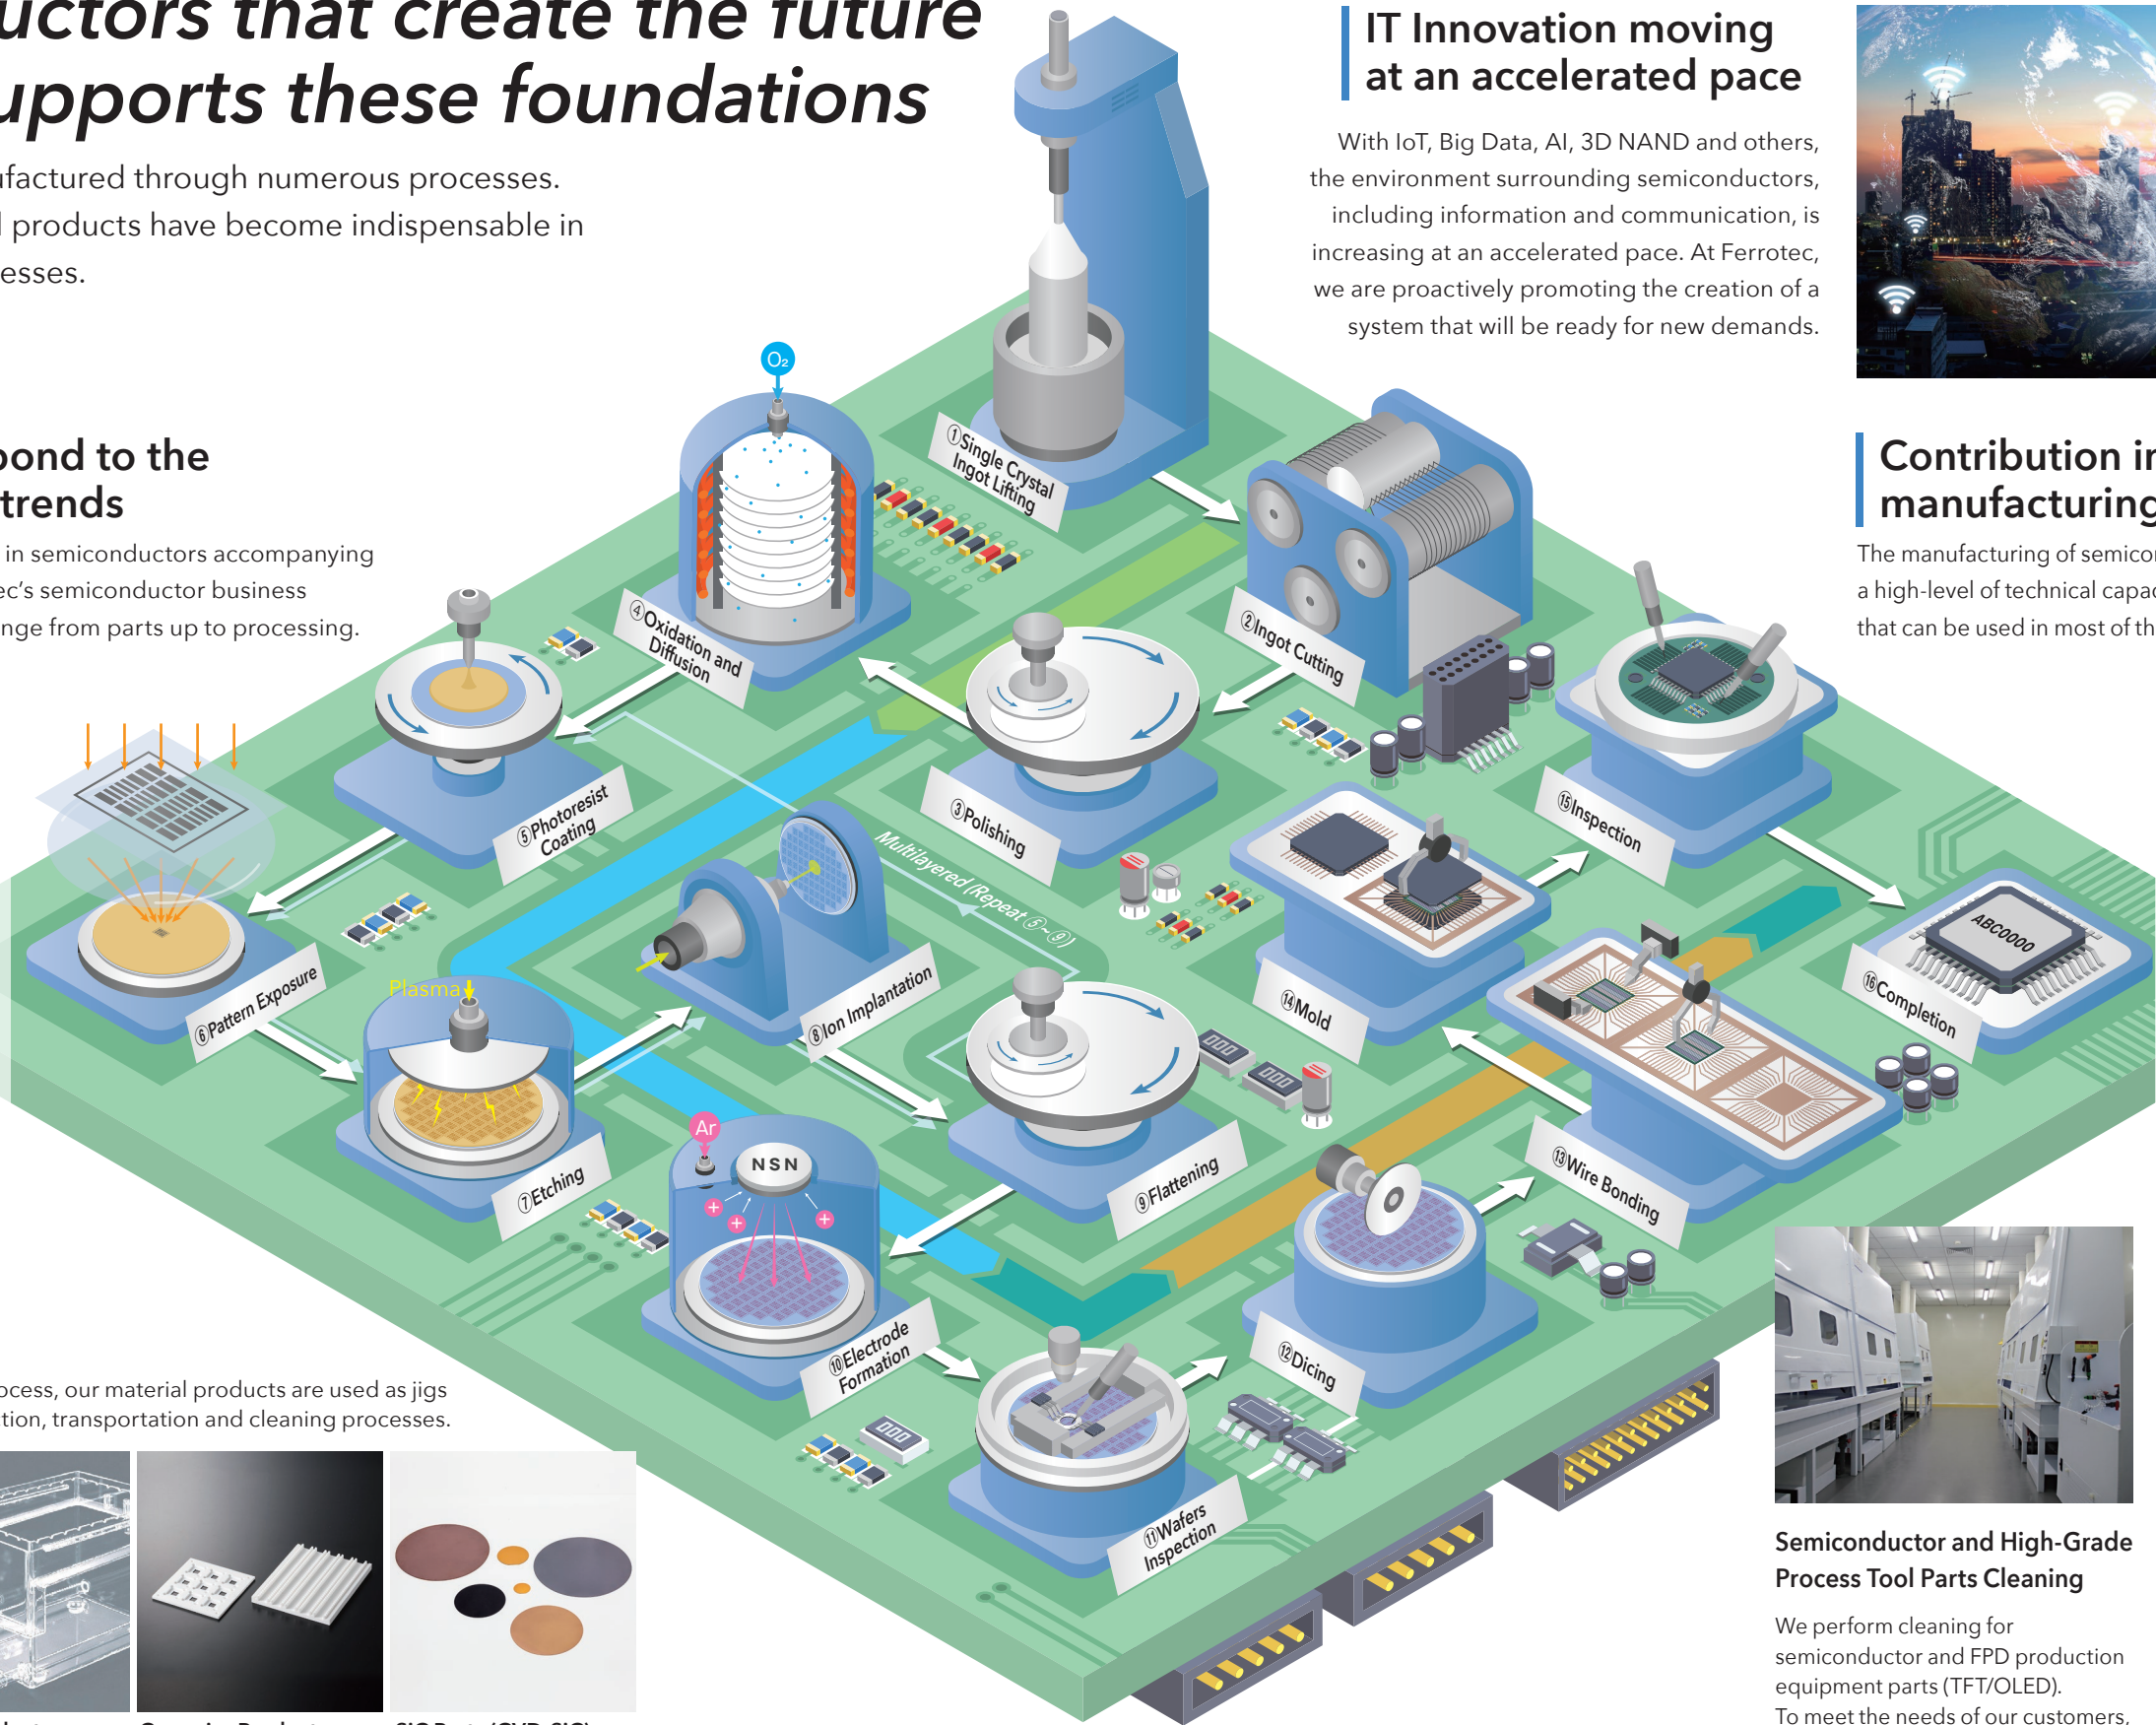 uctors that create the future
upports these foundations
ufactured through numerous processes.
l products have become indispensable in
esses.
IT Innovation moving
at an accelerated pace
With IoT, Big Data, AI, 3D NAND and others,
the environment surrounding semiconductors,
including information and communication, is
increasing at an accelerated pace. At Ferrotec,
we are proactively promoting the creation of a
system that will be ready for new demands.
pond to the
trends
in semiconductors accompanying
ec's semiconductor business
nge from parts up to processing.
Contribution in
manufacturing
The manufacturing of semicon
a high-level of technical capac
that can be used in most of th
O₂
①Single Crystal
Ingot Lifting
②Ingot Cutting
③Polishing
④Oxidation and
Diffusion
⑤Photoresist
Coating
⑥Pattern Exposure
Plasma
⑦Etching
⑧Ion Implantation
Multilayered (Repeat ⑤~⑨)
⑨Flattening
Ar
NSN
+
+
+
⑩Electrode
Formation
⑪Wafers
Inspection
⑫Dicing
⑬Wire Bonding
⑭Mold
⑮Inspection
⑯Completion
ABC0000
000
000
000
ocess, our material products are used as jigs
ction, transportation and cleaning processes.
Semiconductor and High-Grade
Process Tool Parts Cleaning
We perform cleaning for
semiconductor and FPD production
equipment parts (TFT/OLED).
To meet the needs of our customers,